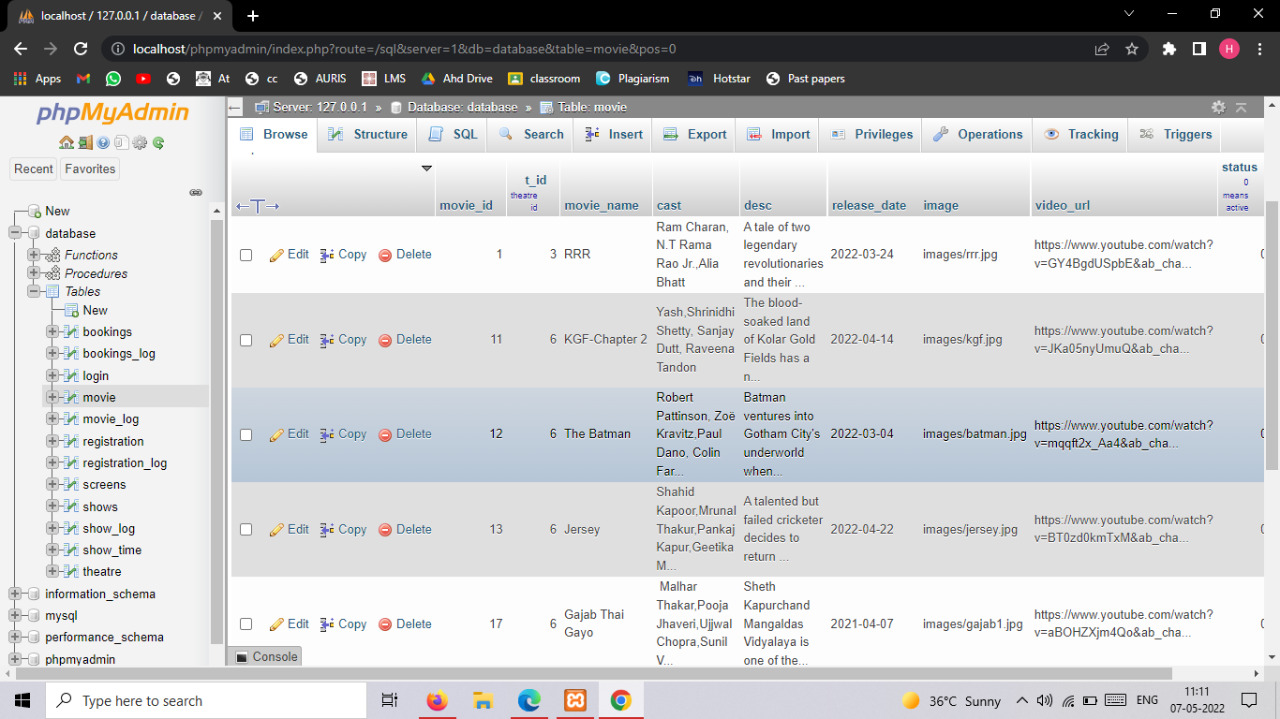 localhost / 127.0.0.1 / database /
localhost/phpmyadmin/index.php?route=/sql&server=1&db=database&table=movie&pos=0
H
Apps At cc AURIS LMS Ahd Drive classroom Plagiarism Hotstar Past papers
phpMyAdmin
Server: 127.0.0.1 » Database: database » Table: movie
Browse Structure SQL Search Insert Export Import Privileges Operations Tracking Triggers
Recent Favorites
New
database
Functions
Procedures
Tables
New
bookings
bookings_log
login
movie
movie_log
registration
registration_log
screens
shows
show_log
show_time
theatre
information_schema
mysql
performance_schema
phpmyadmin
movie_id
t_id
theatre
id
movie_name
cast
desc
release_date
image
video_url
status
0
means
active
Edit Copy Delete
1
3
RRR
Ram Charan,
N.T Rama
Rao Jr.,Alia
Bhatt
A tale of two
legendary
revolutionaries
and their ...
2022-03-24
images/rrr.jpg
https://www.youtube.com/watch?
v=GY4BgdUSpbE&ab_cha...
Edit Copy Delete
11
6
KGF-Chapter 2
Yash,Shrinidhi
Shetty, Sanjay
Dutt, Raveena
Tandon
The blood-
soaked land
of Kolar Gold
Fields has a
n...
2022-04-14
images/kgf.jpg
https://www.youtube.com/watch?
v=JKa05nyUmuQ&ab_cha...
Edit Copy Delete
12
6
The Batman
Robert
Pattinson, Zoë
Kravitz,Paul
Dano, Colin
Far...
Batman
ventures into
Gotham City's
underworld
when...
2022-03-04
images/batman.jpg
https://www.youtube.com/watch?
v=mqqft2x_Aa4&ab_cha...
Edit Copy Delete
13
6
Jersey
Shahid
Kapoor,Mrunal
Thakur,Pankaj
Kapur,Geetika
M...
A talented but
failed cricketer
decides to
return ...
2022-04-22
images/jersey.jpg
https://www.youtube.com/watch?
v=BT0zd0kmTxM&ab_cha...
Edit Copy Delete
17
6
Gajab Thai
Gayo
Malhar
Thakar,Pooja
Jhaveri,Ujjwal
Chopra,Sunil
V...
Sheth
Kapurchand
Mangaldas
Vidyalaya is
one of the...
2021-04-07
images/gajab1.jpg
https://www.youtube.com/watch?
v=aBOHZXjm4Qo&ab_cha...
Console
Type here to search
36°C Sunny
ENG
11:11
07-05-2022